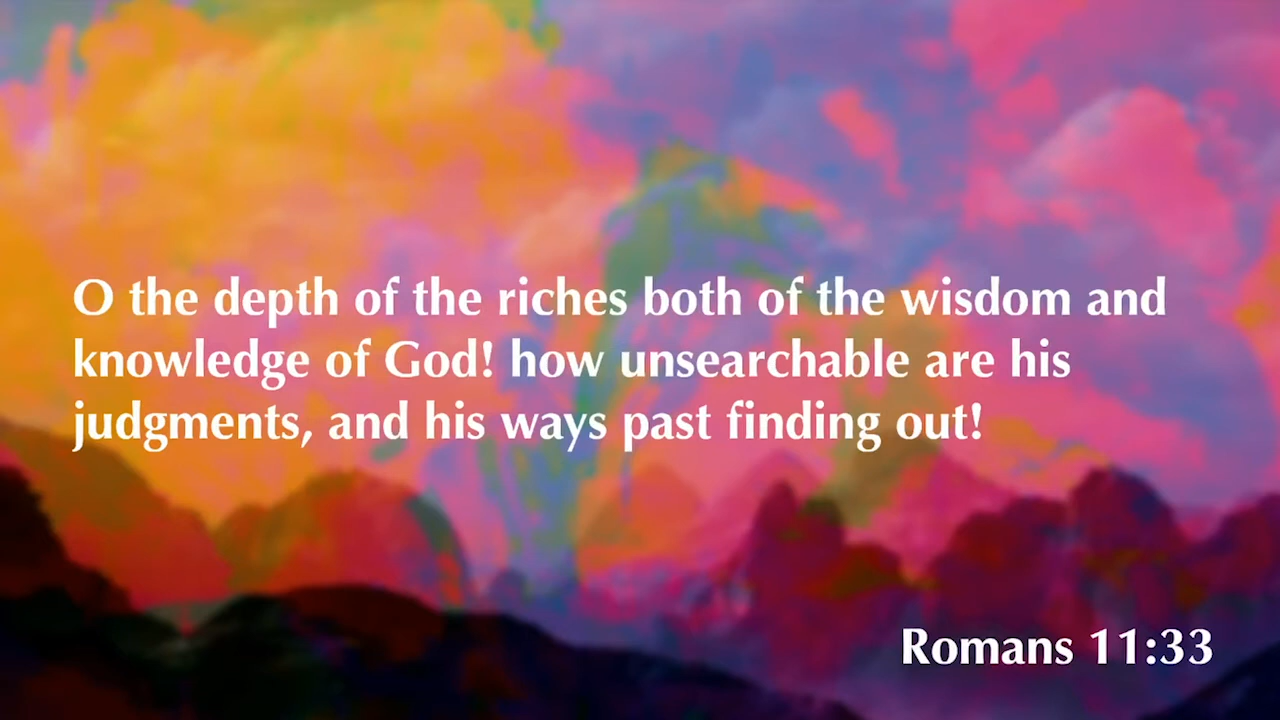 O the depth of the riches both of the wisdom and
knowledge of God! how unsearchable are his
judgments, and his ways past finding out!
Romans 11:33